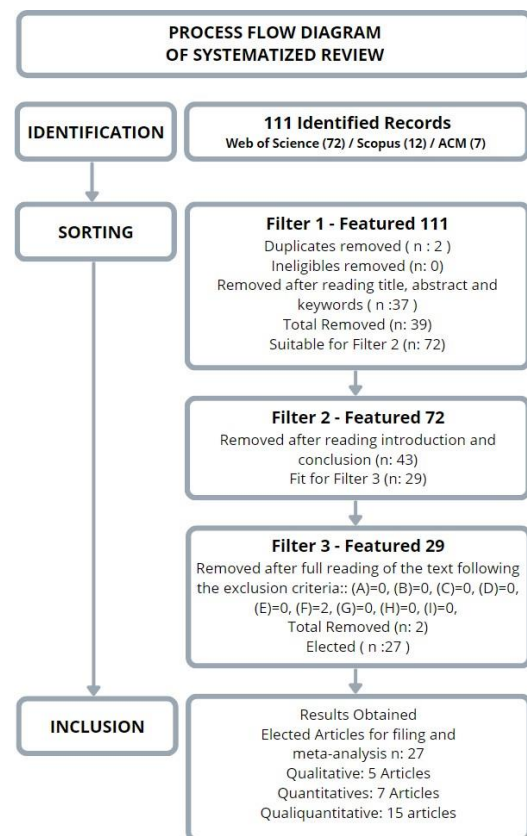 PROCESS FLOW DIAGRAM
OF SYSTEMATIZED REVIEW
IDENTIFICATION
111 Identified Records
Web of Science (72) / Scopus (12) / ACM (7)
SORTING
Filter 1 - Featured 111
Duplicates removed ( n : 2 )
Ineligibles removed (n: 0)
Removed after reading title, abstract and
keywords ( n :37 )
Total Removed (n: 39)
Suitable for Filter 2 (n: 72)
Filter 2 - Featured 72
Removed after reading introduction and
conclusion (n: 43)
Fit for Filter 3 (n: 29)
Filter 3 - Featured 29
Removed after full reading of the text following
the exclusion criteria:: (A)=0, (B)=0, (C)=0, (D)=0,
(E)=0, (F)=2, (G)=0, (H)=0, (I)=0,
Total Removed (n: 2)
Elected ( n :27 )
INCLUSION
Results Obtained
Elected Articles for filing and
meta-analysis n: 27
Qualitative: 5 Articles
Quantitatives: 7 Articles
Qualiquantitative: 15 articles